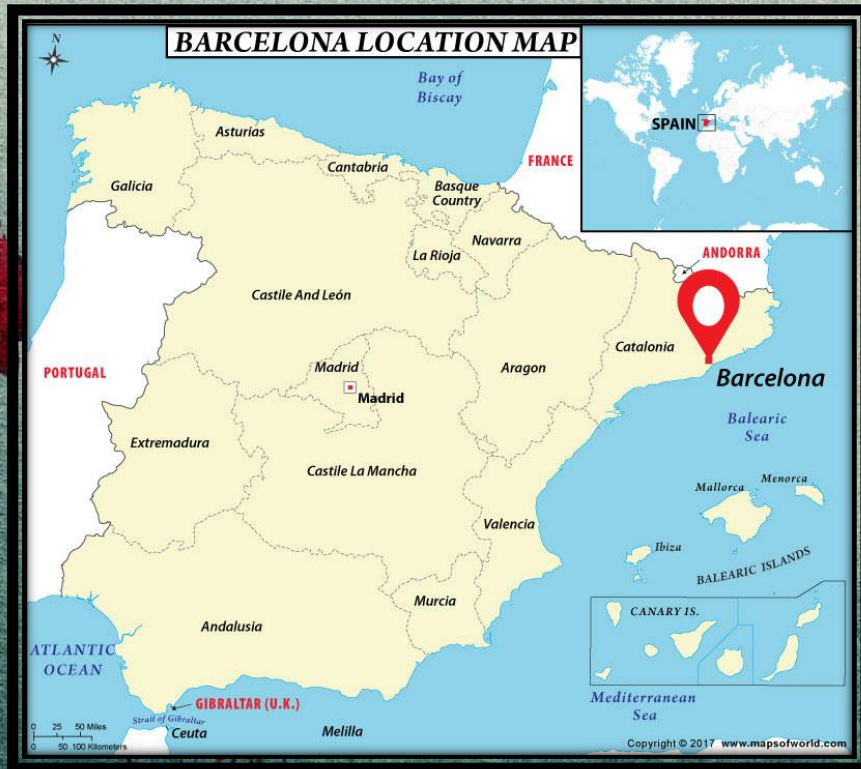 BARCELONA LOCATION MAP
N
Bay of
Biscay
SPAIN
FRANCE
Asturias
Cantabria
Basque
Country
Galicia
Navarra
La Rioja
ANDORRA
Castile And León
Catalonia
Aragon
PORTUGAL
Madrid
Madrid
Barcelona
Balearic
Sea
Extremadura
Castile La Mancha
Menorca
Mallorca
Valencia
Ibiza
BALEARIC ISLANDS
Murcia
CANARY IS.
Andalusia
ATLANTIC
OCEAN
Mediterranean
Sea
GIBRALTAR (U.K.)
Strait of Gibraltar
Ceuta
Melilla
0 25 50 Miles
0 50 100 Kilometers
Copyright © 2017 www.mapsofworld.com